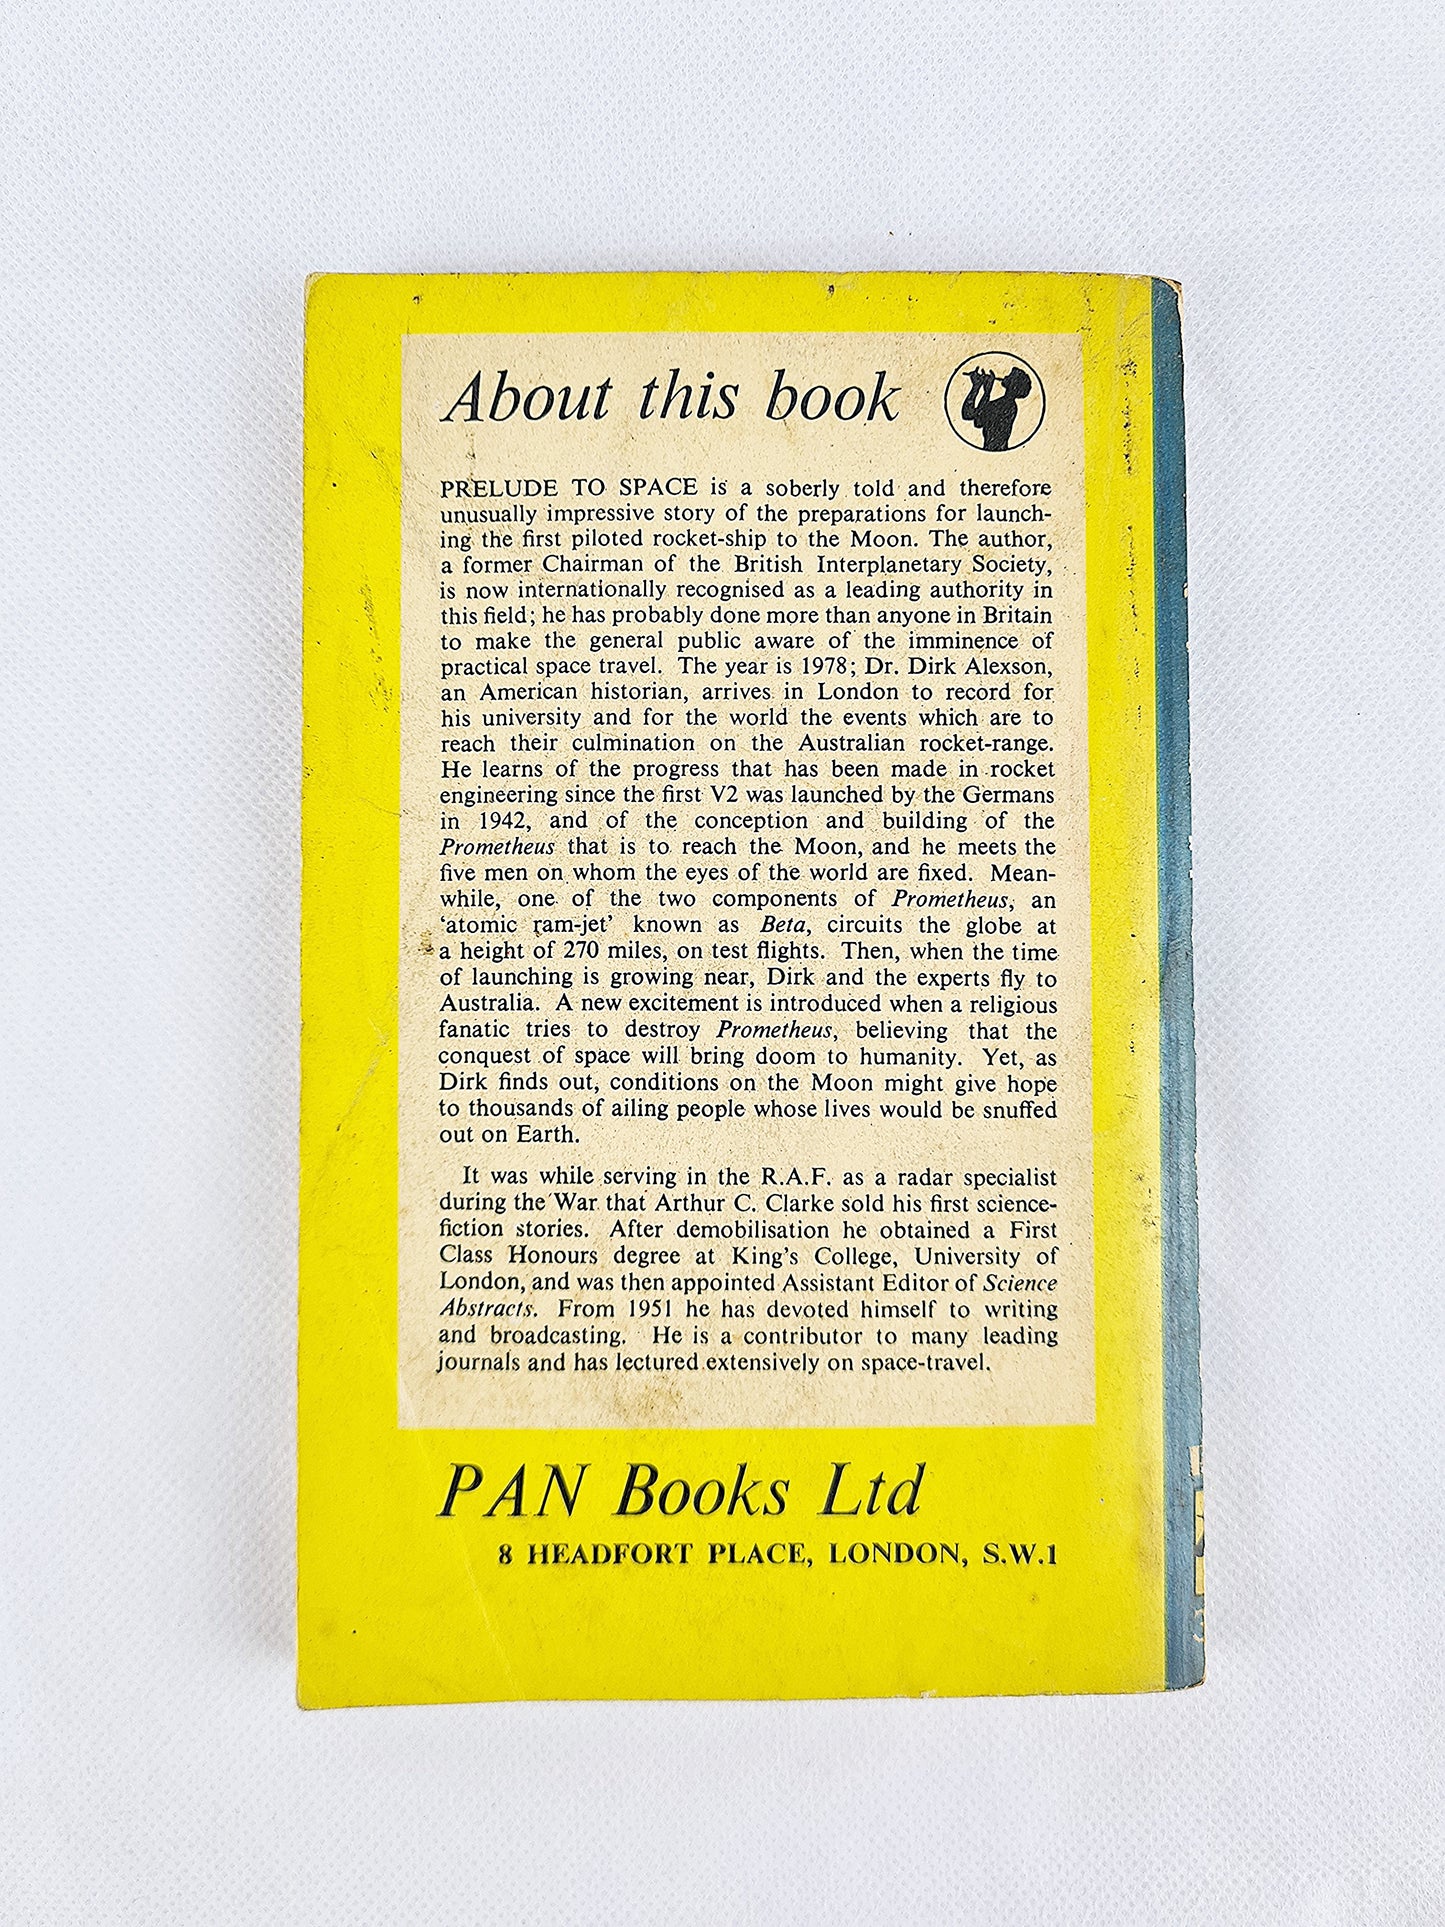 About this book
PRELUDE TO SPACE is a soberly told and therefore
unusually impressive story of the preparations for launch-
ing the first piloted rocket-ship to the Moon. The author,
a former Chairman of the British Interplanetary Society,
is now internationally recognised as a leading authority in
this field; he has probably done more than anyone in Britain
to make the general public aware of the imminence of
practical space travel. The year is 1978; Dr. Dirk Alexson,
an American historian, arrives in London to record for
his university and for the world the events which are to
reach their culmination on the Australian rocket-range.
He learns of the progress that has been made in rocket
engineering since the first V2 was launched by the Germans
in 1942, and of the conception and building of the
Prometheus that is to reach the Moon, and he meets the
five men on whom the eyes of the world are fixed. Mean-
while, one of the two components of Prometheus, an
‘atomic ram-jet’ known as Beta, circuits the globe at
a height of 270 miles, on test flights. Then, when the time
of launching is growing near, Dirk and the experts fly to
Australia. A new excitement is introduced when a religious
fanatic tries to destroy Prometheus, believing that the
conquest of space will bring doom to humanity. Yet, as
Dirk finds out, conditions on the Moon might give hope
to thousands of ailing people whose lives would be snuffed
out on Earth.
It was while serving in the R.A.F. as a radar specialist
during the War that Arthur C. Clarke sold his first science-
fiction stories. After demobilisation he obtained a First
Class Honours degree at King's College, University of
London, and was then appointed Assistant Editor of Science
Abstracts. From 1951 he has devoted himself to writing
and broadcasting. He is a contributor to many leading
journals and has lectured extensively on space-travel.
PAN Books Ltd
8 HEADFORT PLACE, LONDON, S.W.1